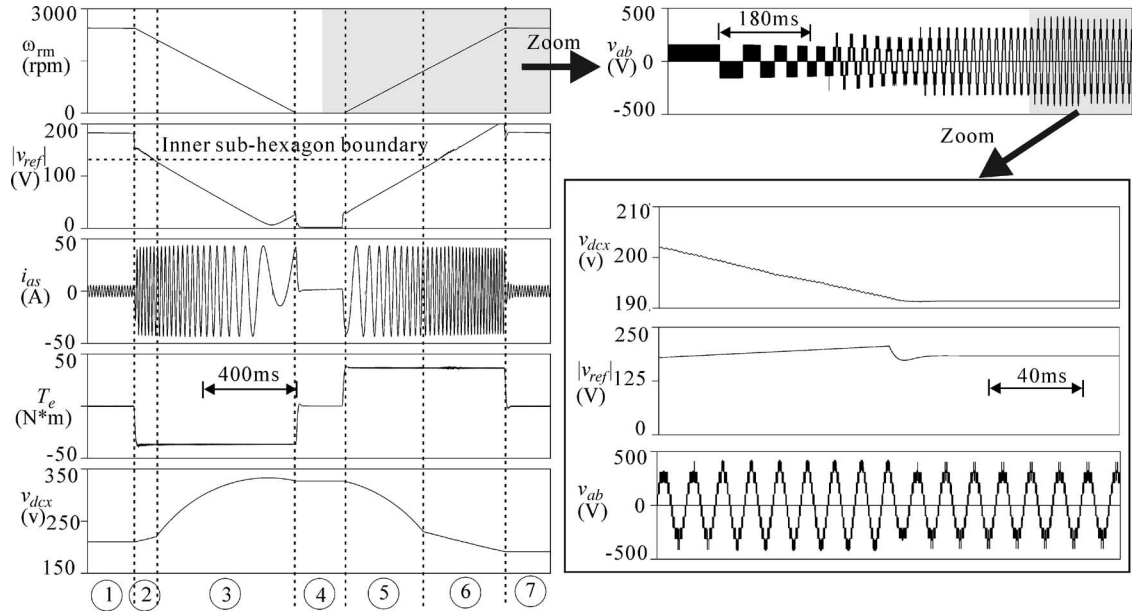 3000
ω_rm
(rpm)
0
200
Inner sub-hexagon boundary
|v_ref|
(V)
100
0
50
i_as
(A)
0
-50
50
400ms
T_e
(N*m)
0
-50
350
v_dcx
(v)
250
150
① ② ③ ④ ⑤ ⑥ ⑦
Zoom
500
180ms
v_ab
(V)
0
-500
Zoom
210
v_dcx
(v)
200
190
250
|v_ref|
(V)
125
40ms
0
500
v_ab
(V)
0
-500